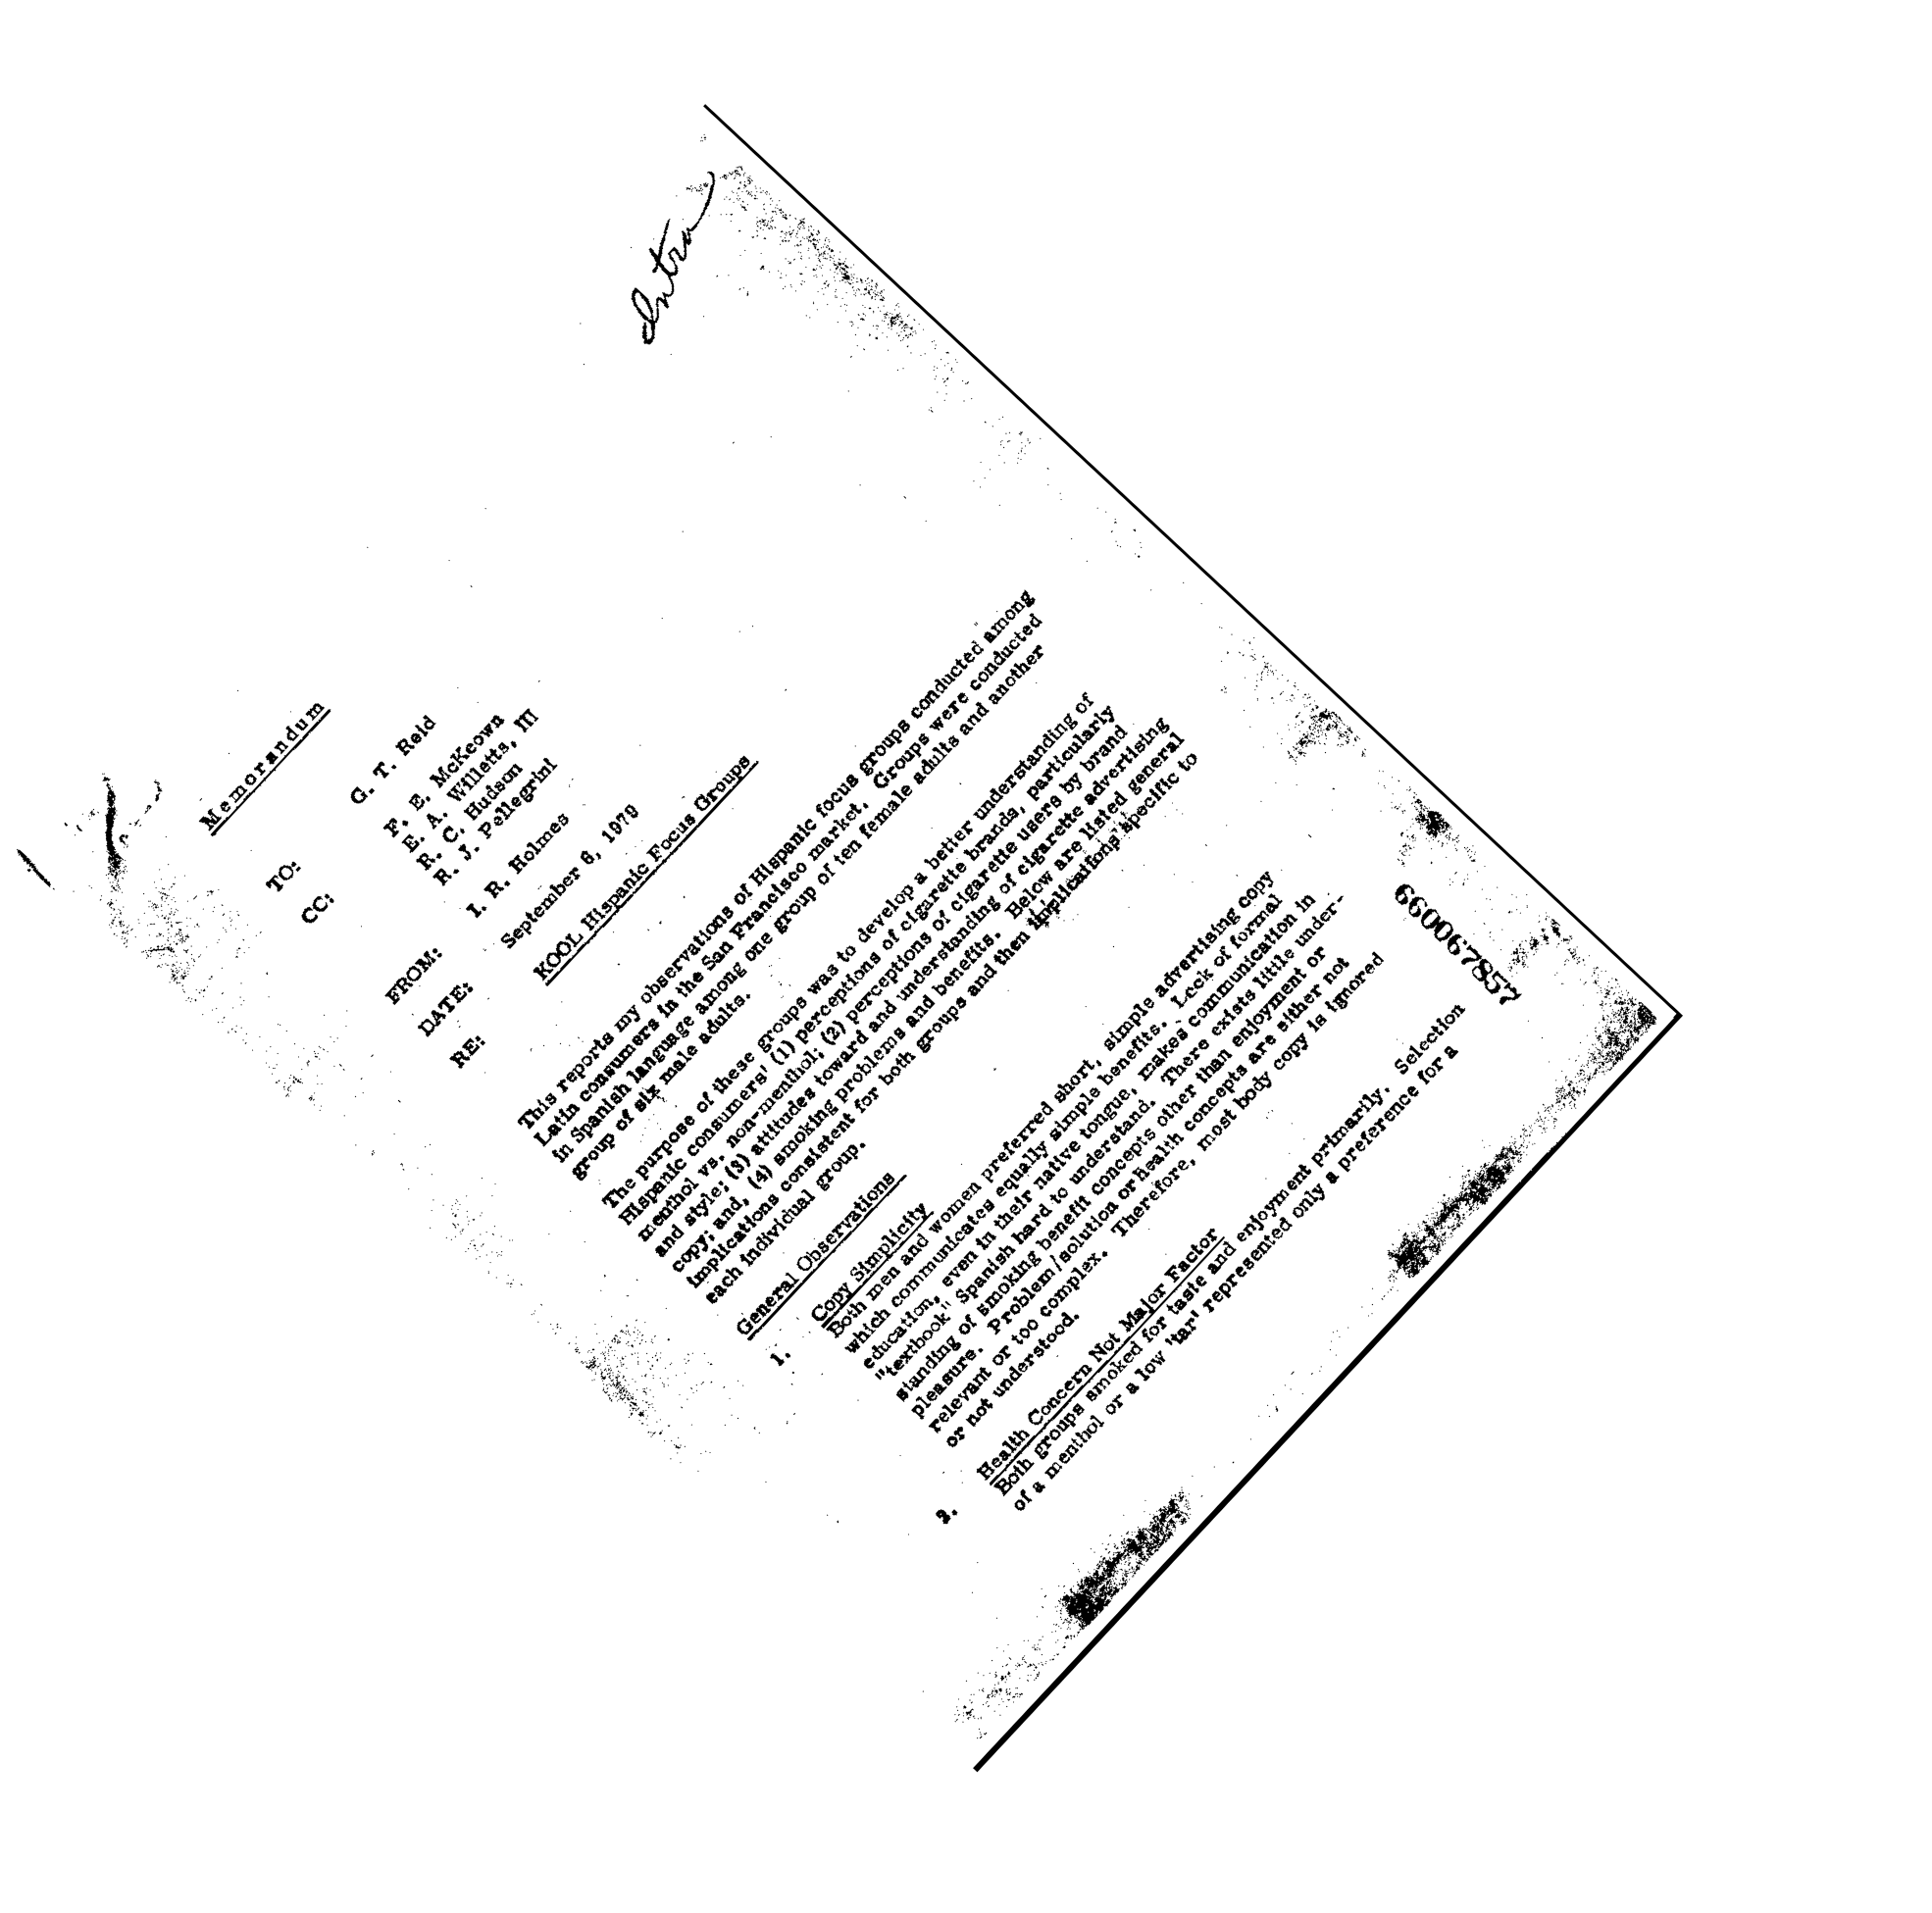 Intro
Memorandum
TO: G. T. Reid
CC: F. E. McKeown
E. A. Willetts, III
R. C. Hudson
R. J. Pellegrini
FROM: I. R. Holmes
DATE: September 6, 1979
RE: KOOL Hispanic Focus Groups
This reports my observations of Hispanic focus groups conducted among
Latin consumers in the San Francisco market. Groups were conducted
in Spanish language among one group of ten female adults and another
group of six male adults.
The purpose of these groups was to develop a better understanding of
Hispanic consumers' (1) perceptions of cigarette brands, particularly
menthol vs. non-menthol; (2) perceptions of cigarette users by brand
and style; (3) attitudes toward and understanding of cigarette advertising
copy; and, (4) smoking problems and benefits. Below are listed general
implications consistent for both groups and then implications specific to
each individual group.
General Observations
1. Copy Simplicity
Both men and women preferred short, simple advertising copy
which communicates equally simple benefits. Lack of formal
education, even in their native tongue, makes communication in
"textbook" Spanish hard to understand. There exists little under-
standing of smoking benefit concepts other than enjoyment or
pleasure. Problem/solution or health concepts are either not
relevant or too complex. Therefore, most body copy is ignored
or not understood.
2. Health Concern Not Major Factor
Both groups smoked for taste and enjoyment primarily. Selection
of a menthol or a low 'tar' represented only a preference for a
660067857